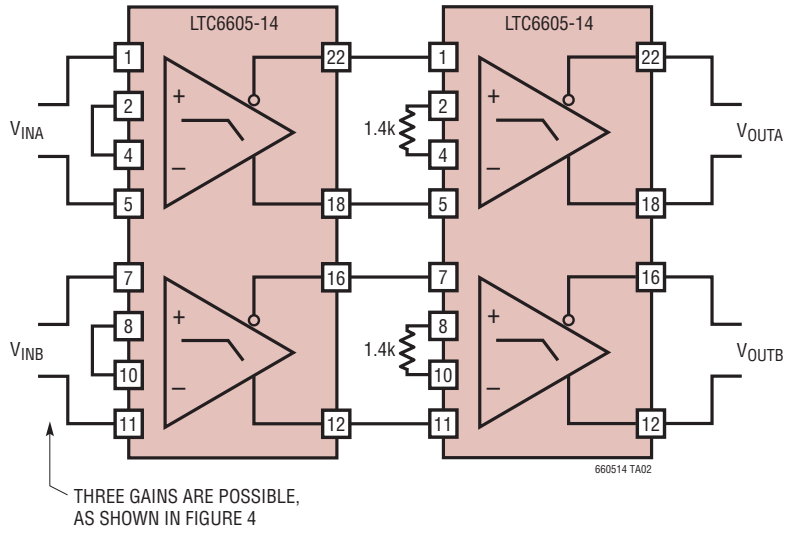 LTC6605-14 LTC6605-14
1 22 1 22
+ +
2 2
VINA 1.4k VOUTA
4 4
– –
5 18 5 18
7 16 7 16
+ +
8 8
VINB 1.4k VOUTB
10 10
– –
11 12 11 12
660514 TA02
THREE GAINS ARE POSSIBLE,
AS SHOWN IN FIGURE 4